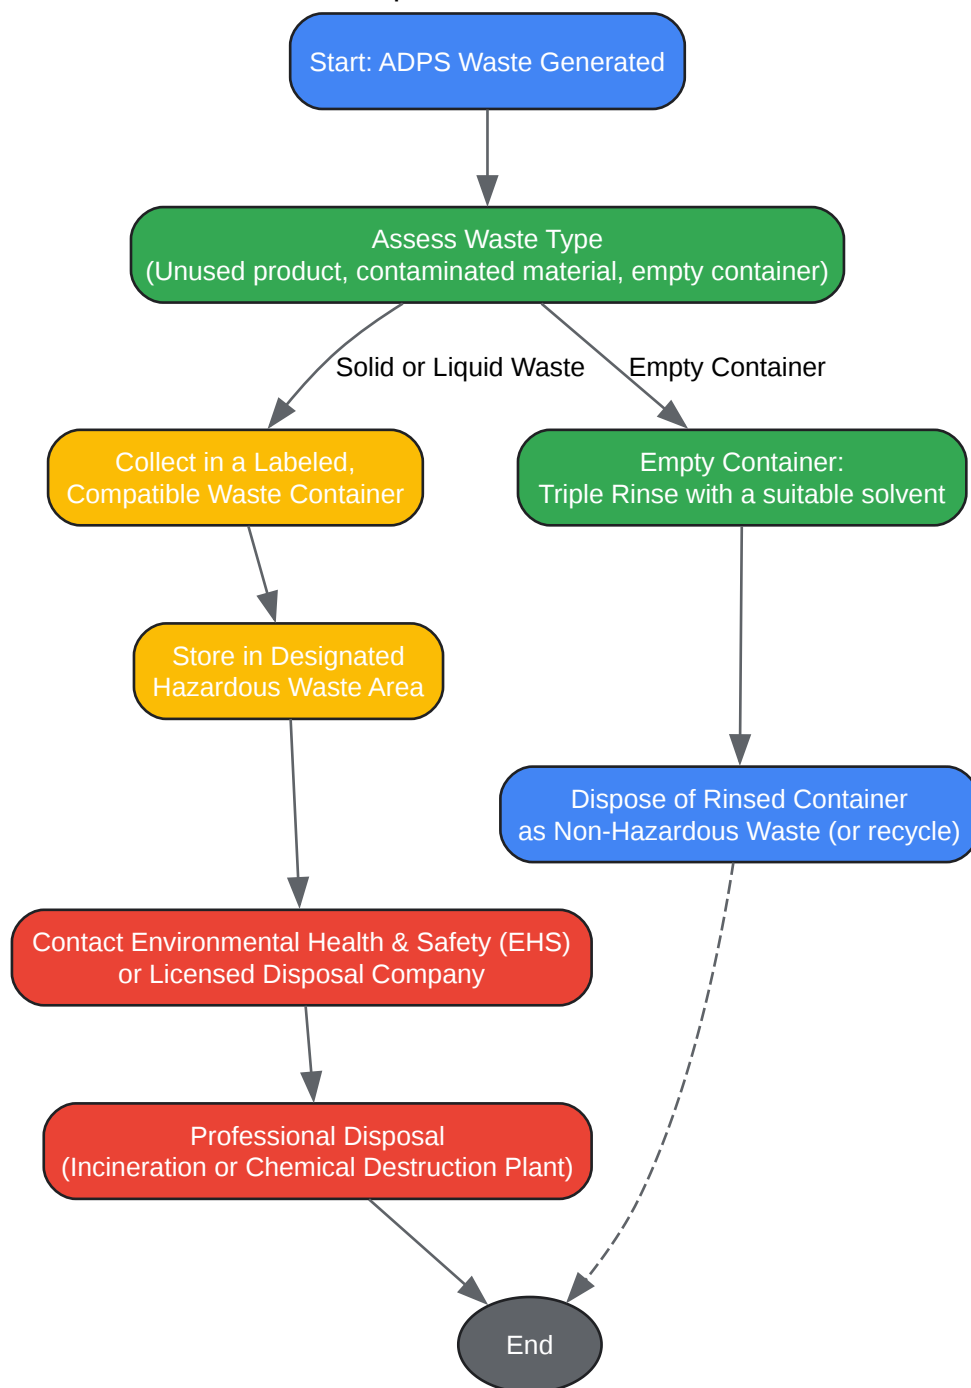 Start: ADPS Waste Generated
Assess Waste Type
(Unused product, contaminated material, empty container)
Solid or Liquid Waste
Empty Container
Collect in a Labeled,
Compatible Waste Container
Empty Container:
Triple Rinse with a suitable solvent
Store in Designated
Hazardous Waste Area
Dispose of Rinsed Container
as Non-Hazardous Waste (or recycle)
Contact Environmental Health & Safety (EHS)
or Licensed Disposal Company
Professional Disposal
(Incineration or Chemical Destruction Plant)
End